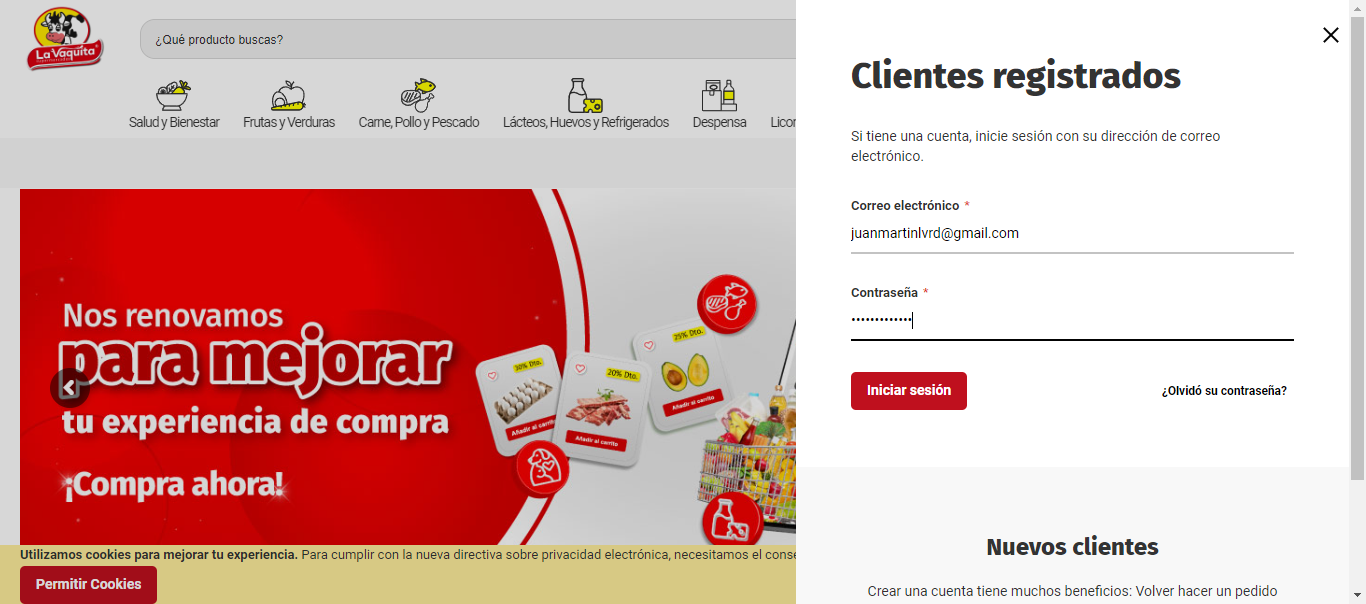 La Vaquita
¿Qué producto buscas?
Salud y Bienestar
Frutas y Verduras
Carne, Pollo y Pescado
Lácteos, Huevos y Refrigerados
Despensa
Licor
Nos renovamos
para mejorar
tu experiencia de compra
¡Compra ahora!
30% Dto.
Añadir al carrito
20% Dto.
Añadir al carrito
25% Dto.
Añadir al carrito
Utilizamos cookies para mejorar tu experiencia. Para cumplir con la nueva directiva sobre privacidad electrónica, necesitamos el conse
Permitir Cookies
Clientes registrados
Si tiene una cuenta, inicie sesión con su dirección de correo
electrónico.
Correo electrónico *
juanmartinlvrd@gmail.com
Contraseña *
•••••••••••••
Iniciar sesión
¿Olvidó su contraseña?
Nuevos clientes
Crear una cuenta tiene muchos beneficios: Volver hacer un pedido